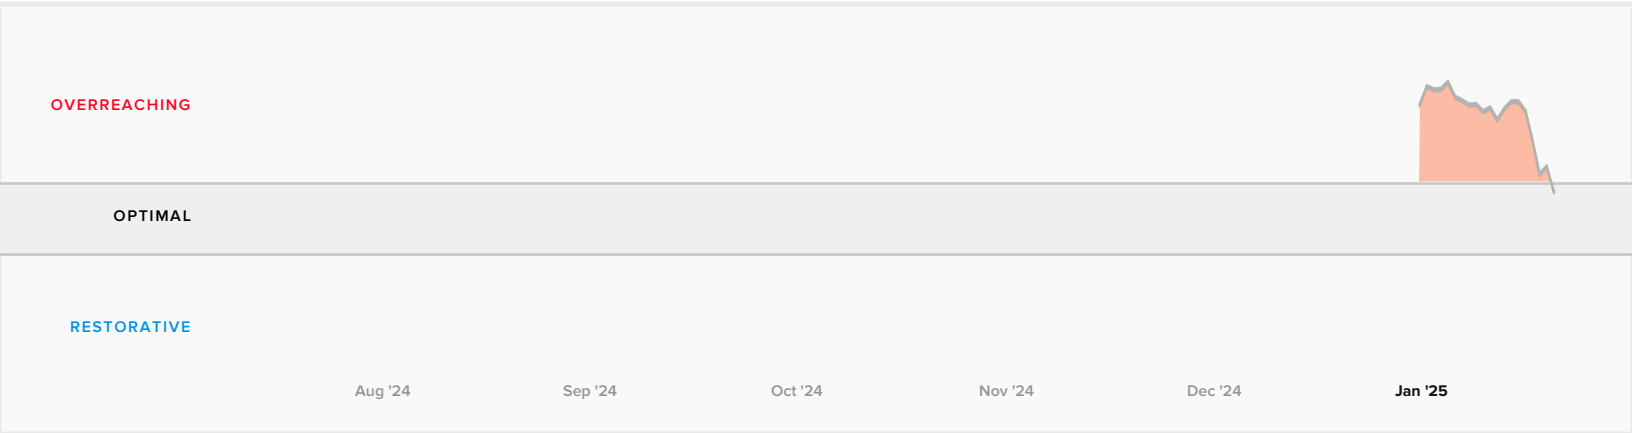 OVERREACHING
OPTIMAL
RESTORATIVE
Aug '24 Sep '24 Oct '24 Nov '24 Dec '24 Jan '25